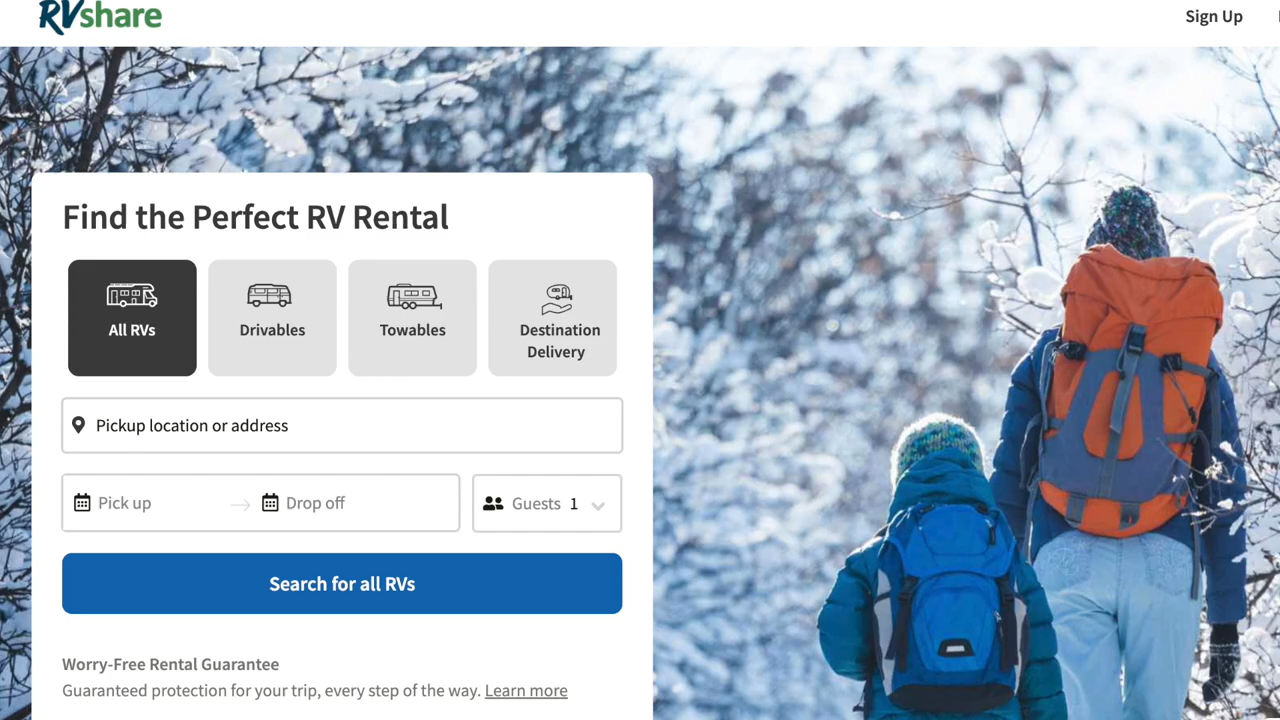 RVshare
Sign Up
Find the Perfect RV Rental
All RVs
Drivables
Towables
Destination
Delivery
Pickup location or address
Pick up
Drop off
Guests 1
Search for all RVs
Worry-Free Rental Guarantee
Guaranteed protection for your trip, every step of the way. Learn more